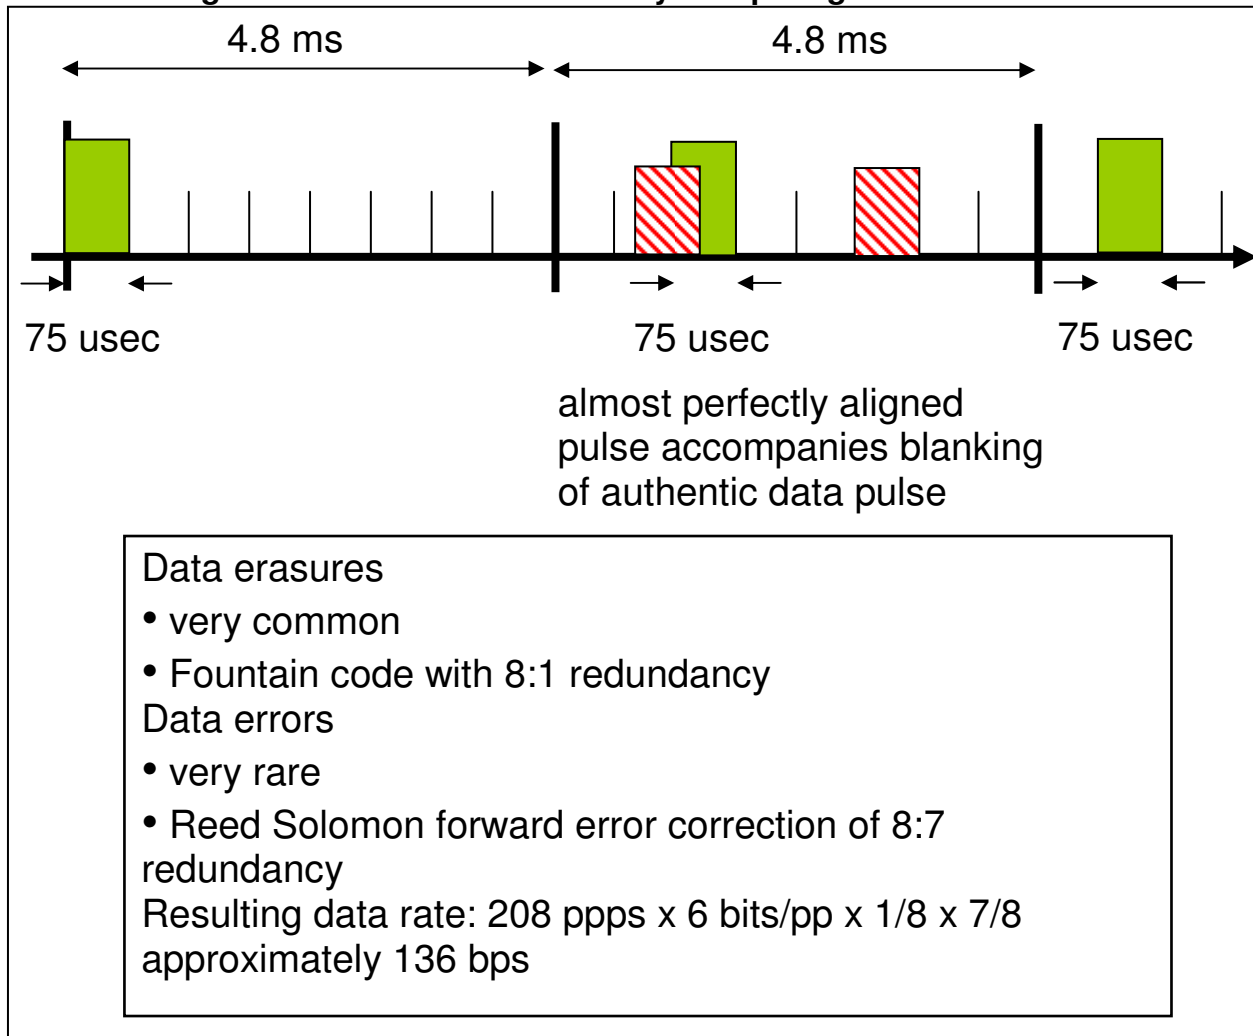 4.8 ms 4.8 ms
75 usec 75 usec 75 usec
almost perfectly aligned
pulse accompanies blanking
of authentic data pulse
Data erasures
• very common
• Fountain code with 8:1 redundancy
Data errors
• very rare
• Reed Solomon forward error correction of 8:7
redundancy
Resulting data rate: 208 ppps x 6 bits/pp x 1/8 x 7/8
approximately 136 bps